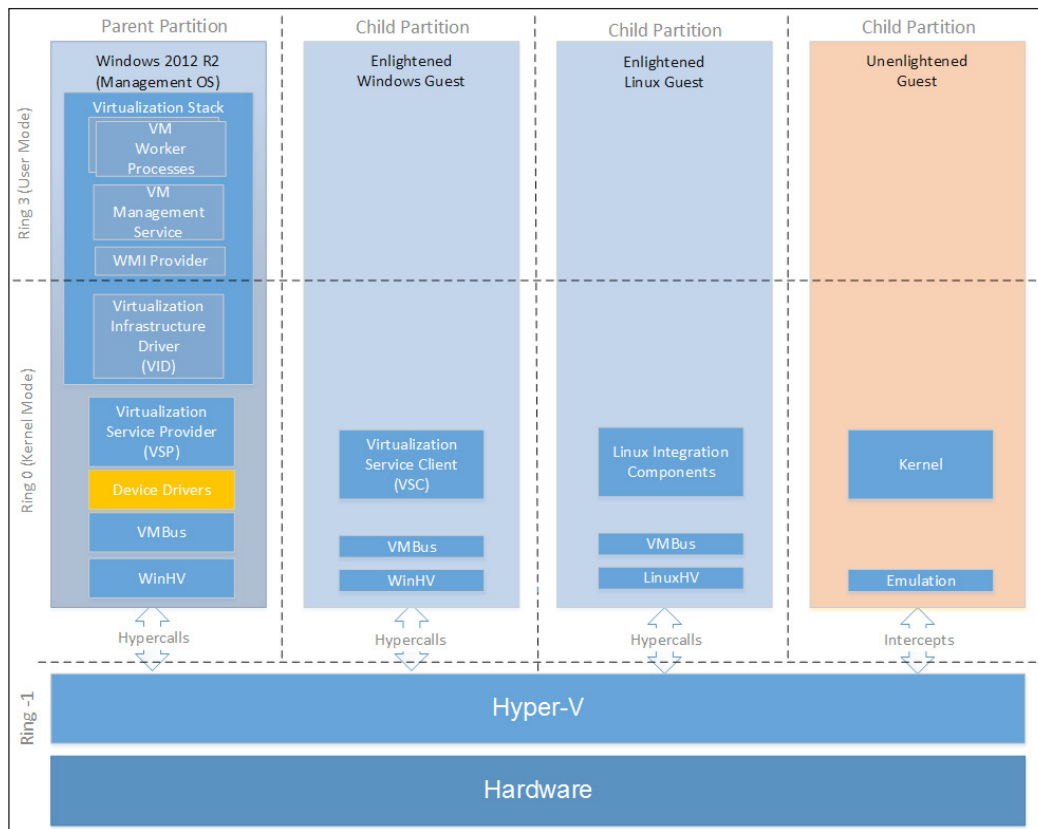 Parent Partition
Child Partition
Child Partition
Child Partition
Windows 2012 R2
(Management OS)
Enlightened
Windows Guest
Enlightened
Linux Guest
Unenlightened
Guest
Ring 3 (User Mode)
Virtualization Stack
VM
Worker
Processes
VM
Management
Service
WMI Provider
Ring 0 (Kernel Mode)
Virtualization
Infrastructure
Driver
(VID)
Virtualization
Service Provider
(VSP)
Device Drivers
VMBus
WinHV
Virtualization
Service Client
(VSC)
VMBus
WinHV
Linux Integration
Components
VMBus
LinuxHV
Kernel
Emulation
Hypercalls
Hypercalls
Hypercalls
Intercepts
Ring -1
Hyper-V
Hardware